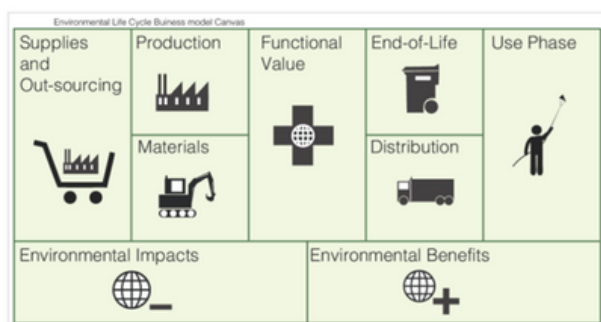 Environmental Life Cycle Buiness model Canvas
Supplies
and
Out-sourcing
Production
Materials
Functional
Value
End-of-Life
Distribution
Use Phase
Environmental Impacts
Environmental Benefits